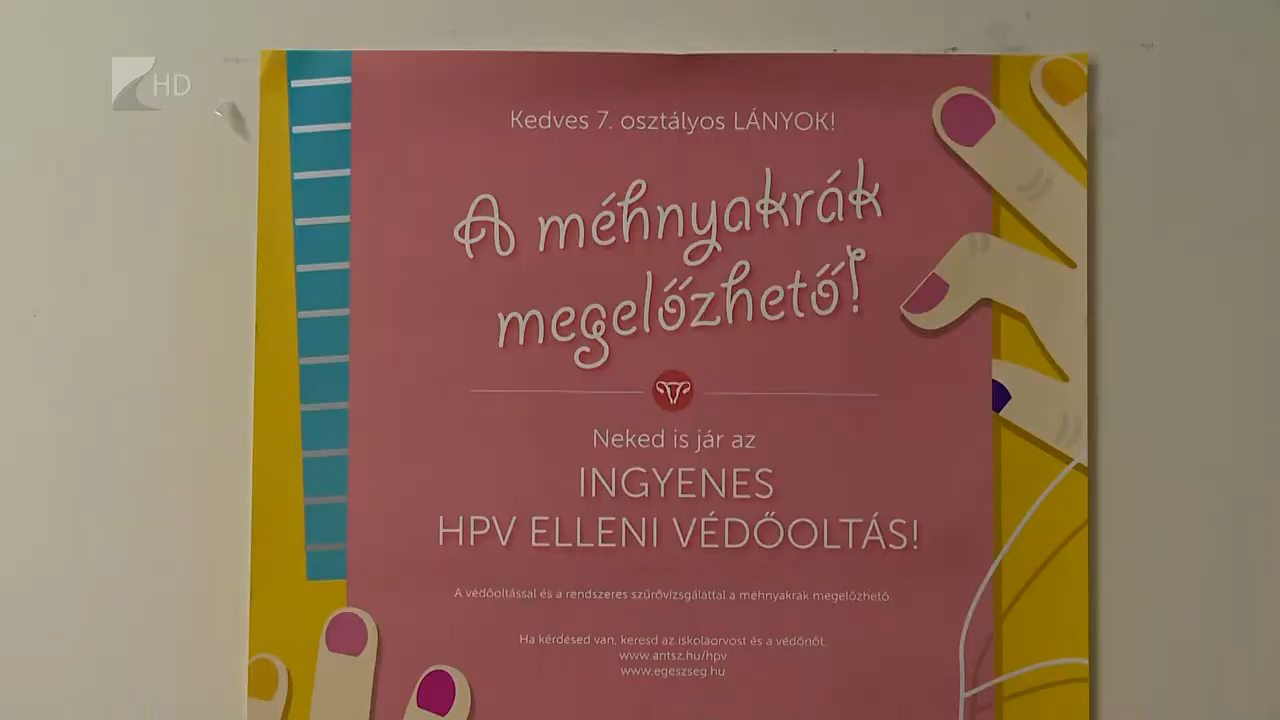 HD
Kedves 7. osztályos LÁNYOK!
A méhnyakrák
megelőzhető!
Neked is jár az
INGYENES
HPV ELLENI VÉDŐOLTÁS!
A védőoltással és a rendszeres szűrővizsgálattal a méhnyakrák megelőzhető.
Ha kérdésed van, keresd az iskolaorvost és a védőnőt.
www.antsz.hu/hpv
www.egeszseg.hu